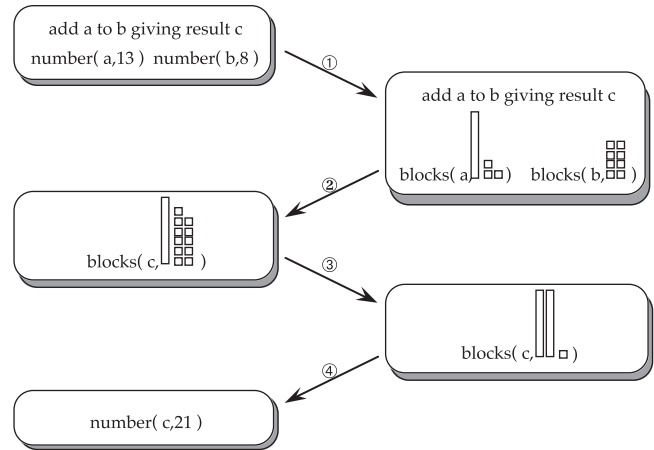 add a to b giving result c
number( a,13 ) number( b,8 )
①
add a to b giving result c
blocks( a, ) blocks( b, )
②
blocks( c, )
③
blocks( c, )
④
number( c,21 )